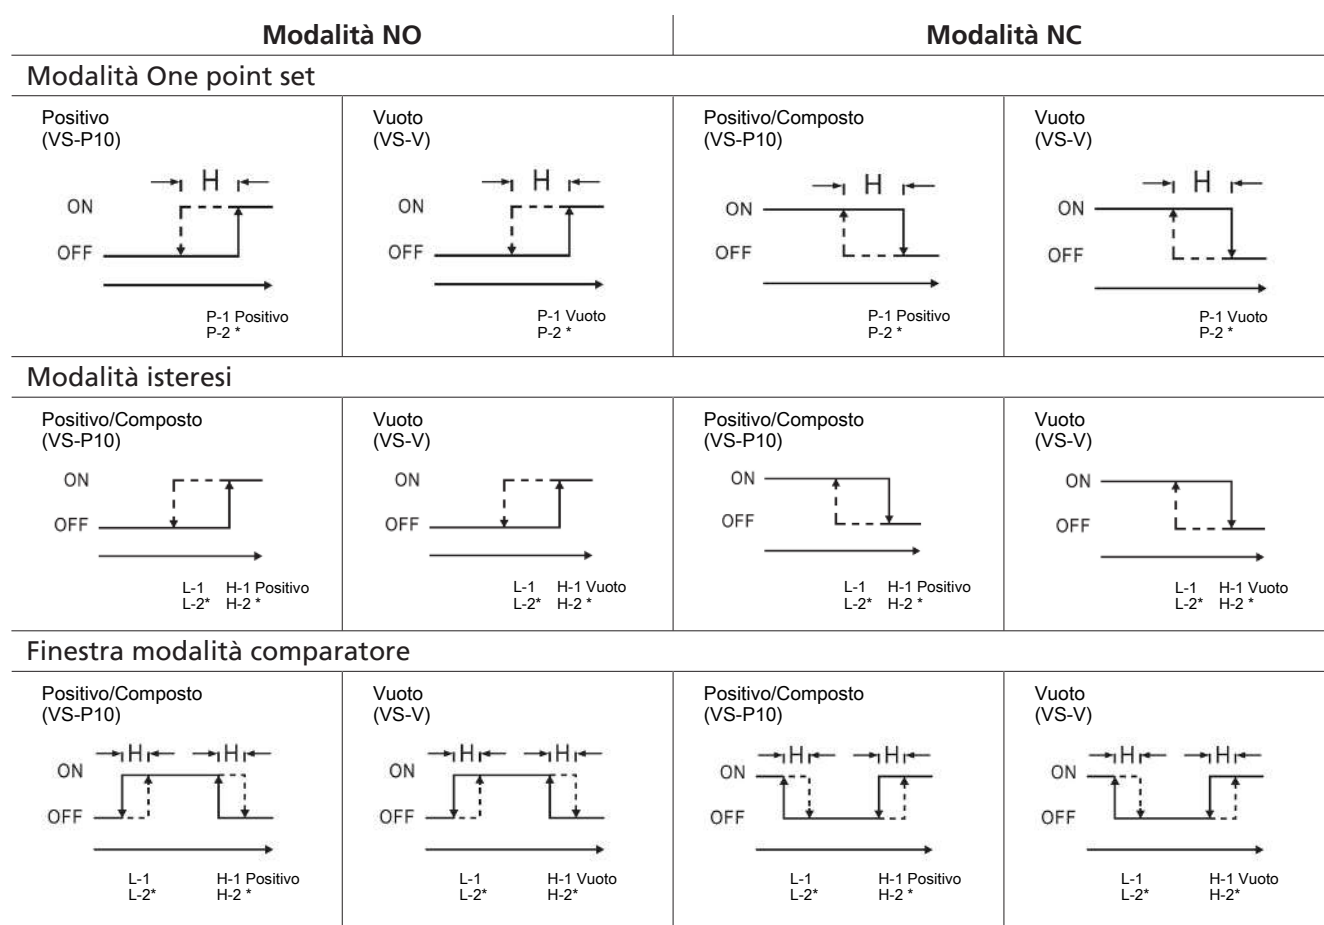 Modalità NO
Modalità NC
Modalità One point set
Positivo
(VS-P10)
H
ON
OFF
P-1 Positivo
P-2 *
Vuoto
(VS-V)
H
ON
OFF
P-1 Vuoto
P-2 *
Positivo/Composto
(VS-P10)
H
ON
OFF
P-1 Positivo
P-2 *
Vuoto
(VS-V)
H
ON
OFF
P-1 Vuoto
P-2 *
Modalità isteresi
Positivo/Composto
(VS-P10)
ON
OFF
L-1 H-1 Positivo
L-2* H-2 *
Vuoto
(VS-V)
ON
OFF
L-1 H-1 Vuoto
L-2* H-2 *
Positivo/Composto
(VS-P10)
ON
OFF
L-1 H-1 Positivo
L-2* H-2 *
Vuoto
(VS-V)
ON
OFF
L-1 H-1 Vuoto
L-2* H-2 *
Finestra modalità comparatore
Positivo/Composto
(VS-P10)
H H
ON
OFF
L-1 H-1 Positivo
L-2* H-2 *
Vuoto
(VS-V)
H H
ON
OFF
L-1 H-1 Vuoto
L-2* H-2*
Positivo/Composto
(VS-P10)
H H
ON
OFF
L-1 H-1 Positivo
L-2* H-2 *
Vuoto
(VS-V)
H H
ON
OFF
L-1 H-1 Vuoto
L-2* H-2*